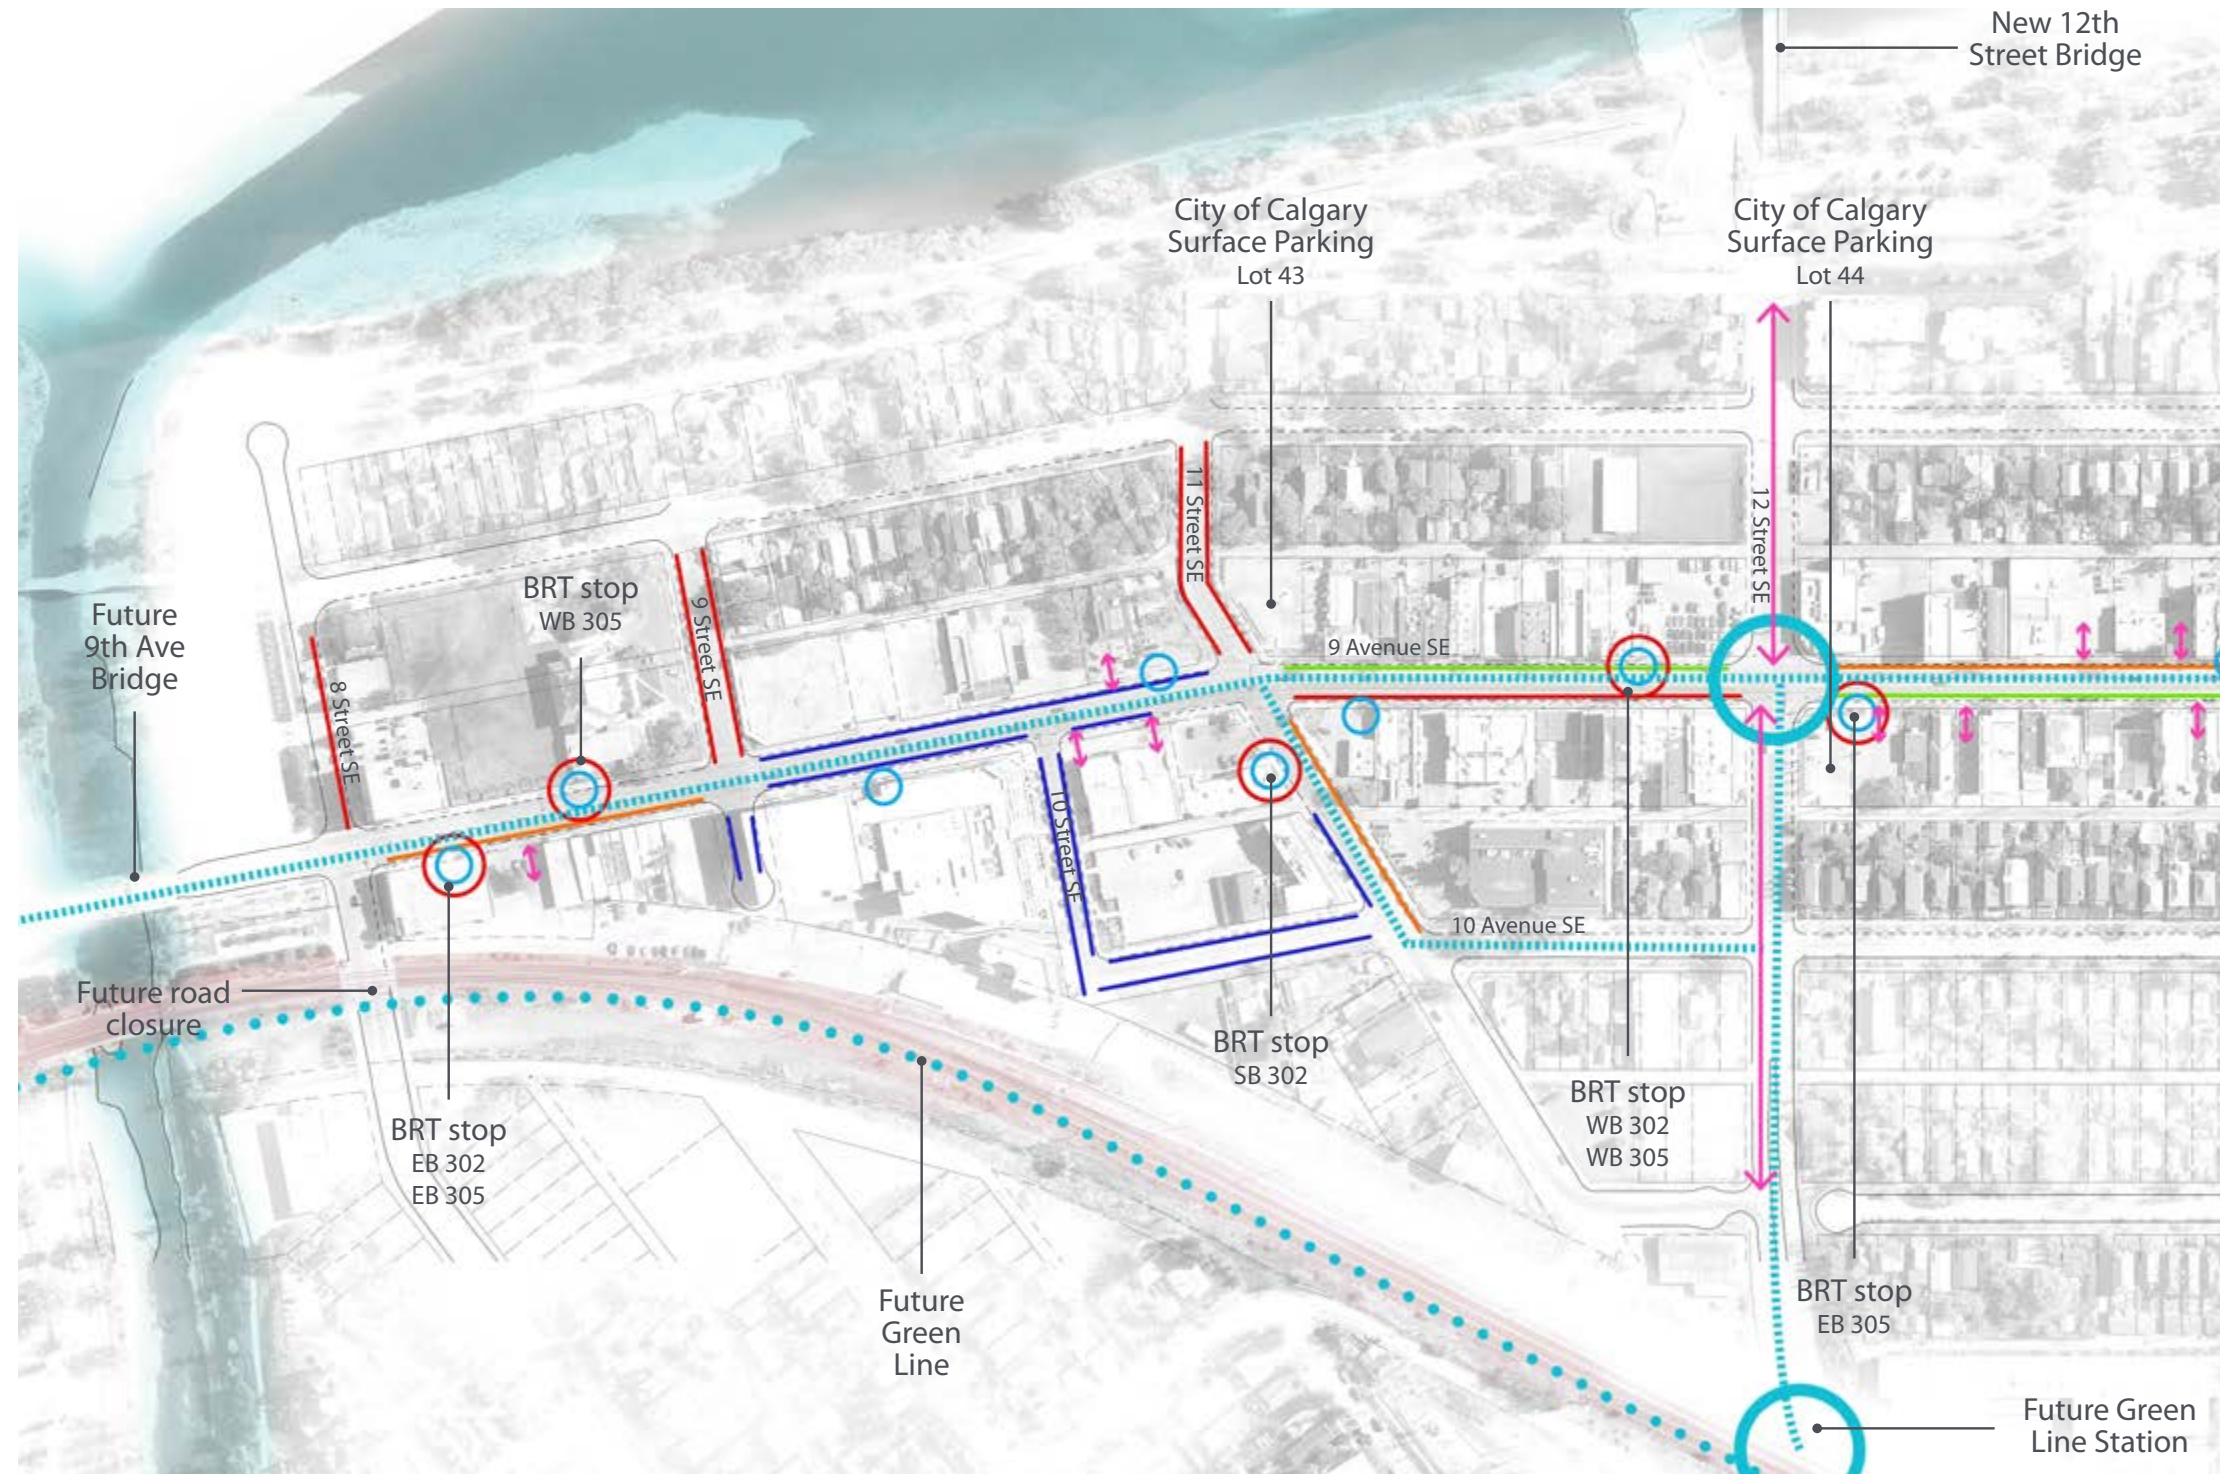 New 12th
Street Bridge
City of Calgary
Surface Parking
Lot 43
City of Calgary
Surface Parking
Lot 44
11 Street SE
12 Street SE
BRT stop
WB 305
9 Street SE
Future
9th Ave
Bridge
9 Avenue SE
8 Street SE
10 Street SE
10 Avenue SE
Future road
closure
BRT stop
SB 302
BRT stop
WB 302
WB 305
BRT stop
EB 302
EB 305
Future
Green
Line
BRT stop
EB 305
Future Green
Line Station